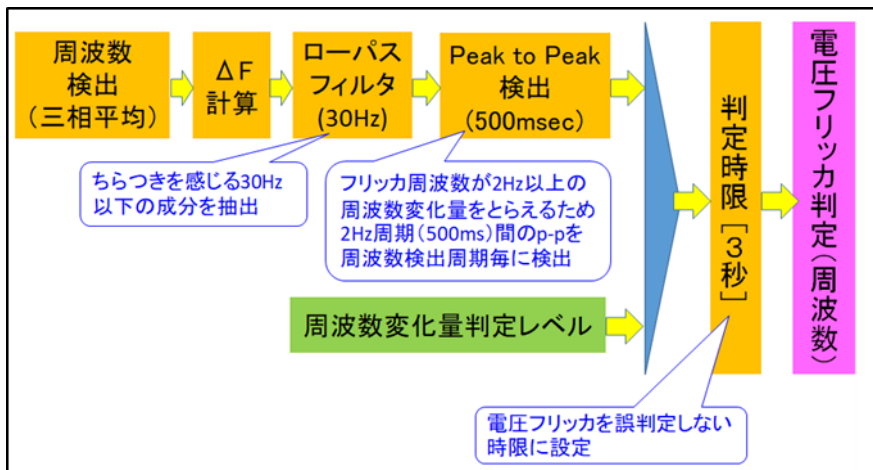 周波数
検出
（三相平均）
ΔF
計算
ローパス
フィルタ
(30Hz)
Peak to Peak
検出
（500msec）
ちらつきを感じる30Hz
以下の成分を抽出
フリッカ周波数が2Hz以上の
周波数変化量をとらえるため
2Hz周期（500ms）間のp-pを
周波数検出周期毎に検出
周波数変化量判定レベル
判定時限［３秒］
電圧フリッカを誤判定しない
時限に設定
電圧フリッカ判定（周波数）